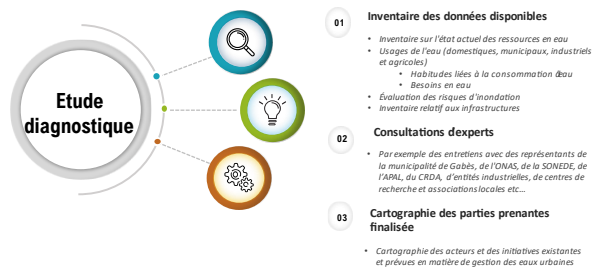 Etude
diagnostique
01
Inventaire des données disponibles
• Inventaire sur l'état actuel des ressources en eau
• Usages de l'eau (domestiques, municipaux, industriels
et agricoles)
• Habitudes liées à la consommation d'eau
• Besoins en eau
• Évaluation des risques d'inondation
• Inventaire relatif aux infrastructures
02
Consultations d'experts
• Par exemple des entretiens avec des représentants de
la municipalité de Gabès, de l'ONAS, de la SONEDE, de
l'APAL, du CRDA, d'entités industrielles, de centres de
recherche et associations locales etc...
03
Cartographie des parties prenantes
finalisée
• Cartographie des acteurs et des initiatives existantes
et prévues en matière de gestion des eaux urbaines